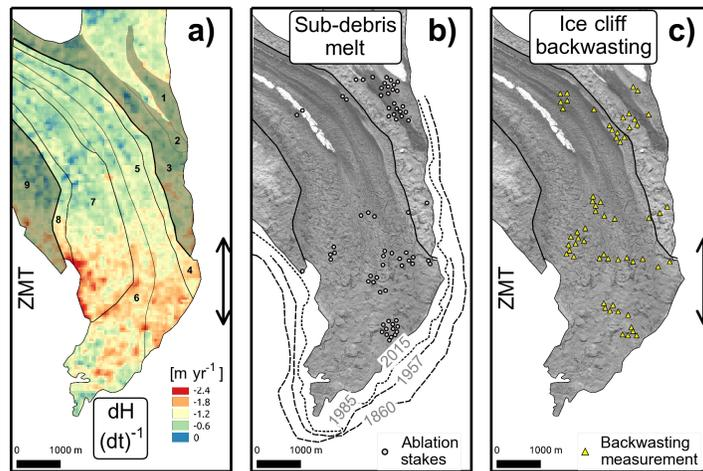 a)
1
2
3
5
9
7
8
4
6
ZMT
[m yr-1]
-2.4
-1.8
-1.2
-0.6
0
dH
(dt)-1
0 1000 m
Sub-debris
melt
b)
2015
1957
1985
1860
0 1000 m
Ablation
stakes
Ice cliff
backwasting
c)
ZMT
0 1000 m
Backwasting
measurement